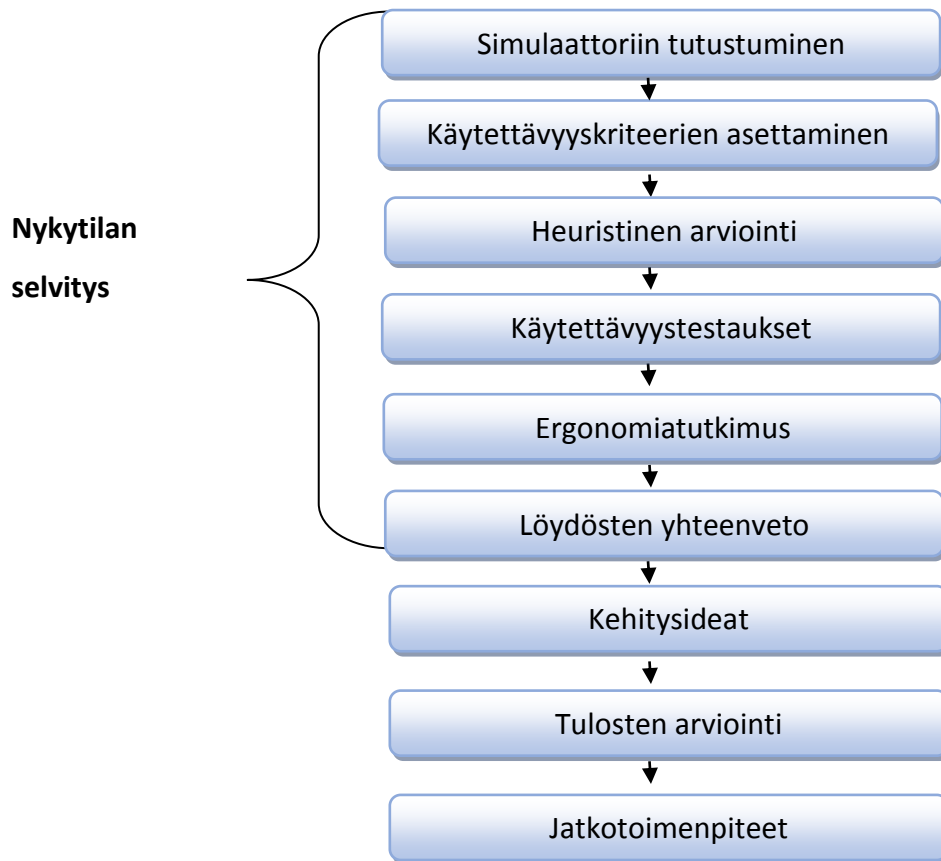 Simulaattoriin tutustuminen
Käytettävyyskriteerien asettaminen
Nykytilan
selvitys
Heuristinen arviointi
Käytettävyystestaukset
Ergonomiatutkimus
Löydösten yhteenveto
Kehitysideat
Tulosten arviointi
Jatkotoimenpiteet